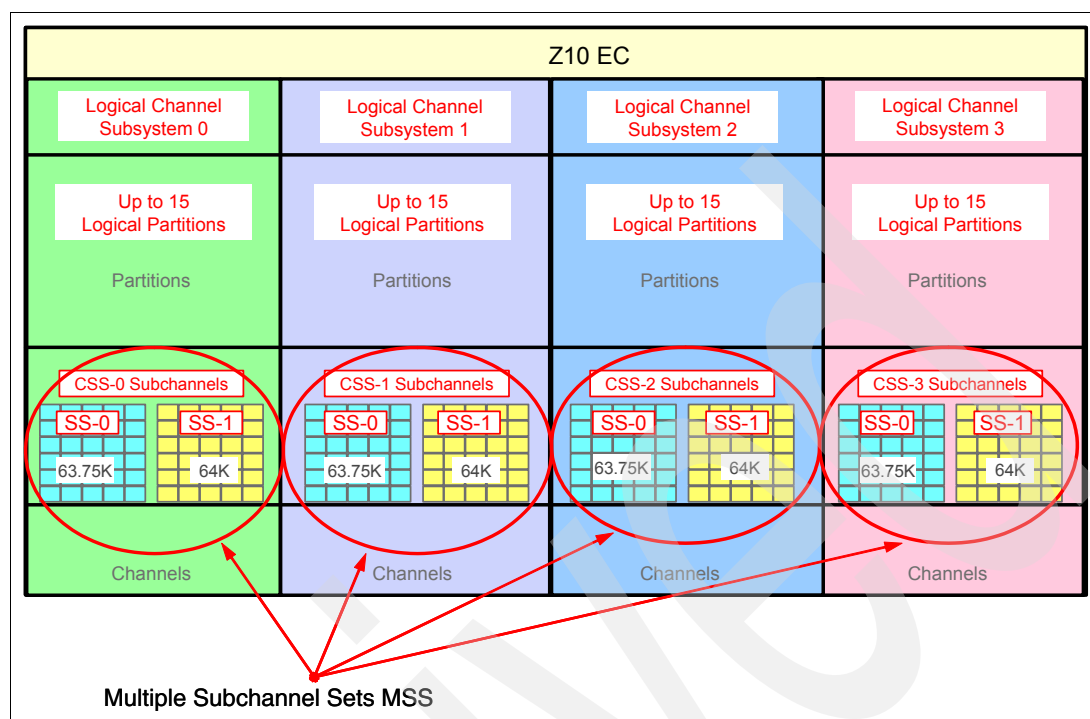 Z10 EC
Logical Channel
Subsystem 0
Logical Channel
Subsystem 1
Logical Channel
Subsystem 2
Logical Channel
Subsystem 3
Up to 15
Logical Partitions
Up to 15
Logical Partitions
Up to 15
Logical Partitions
Up to 15
Logical Partitions
Partitions
Partitions
Partitions
Partitions
CSS-0 Subchannels
CSS-1 Subchannels
CSS-2 Subchannels
CSS-3 Subchannels
SS-0
SS-1
SS-0
SS-1
SS-0
SS-1
SS-0
SS-1
63.75K
64K
63.75K
64K
63.75K
64K
63.75K
64K
Channels
Channels
Channels
Channels
Multiple Subchannel Sets MSS